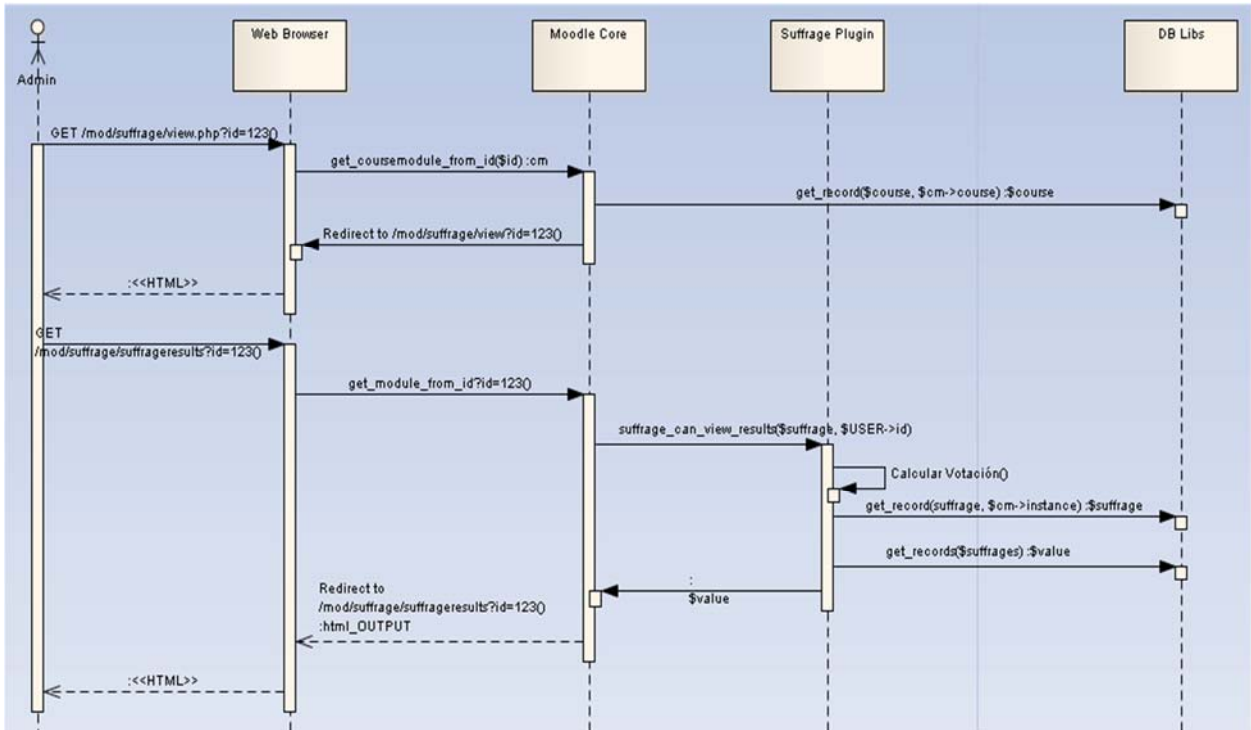 Admin
Web Browser
Moodle Core
Suffrage Plugin
DB Libs
GET /mod/suffrage/view.php?id=123()
get_coursemodule_from_id($id) :cm
get_record($course, $cm->course) :$course
Redirect to /mod/suffrage/view?id=123()
:<<HTML>>
GET
/mod/suffrage/suffrageresults?id=123()
get_module_from_id?id=123()
suffrage_can_view_results($suffrage, $USER->id)
Calcular Votación()
get_record(suffrage, $cm->instance) :$suffrage
get_records($suffrages) :$value
:
$value
Redirect to
/mod/suffrage/suffrageresults?id=123()
:html_OUTPUT
:<<HTML>>